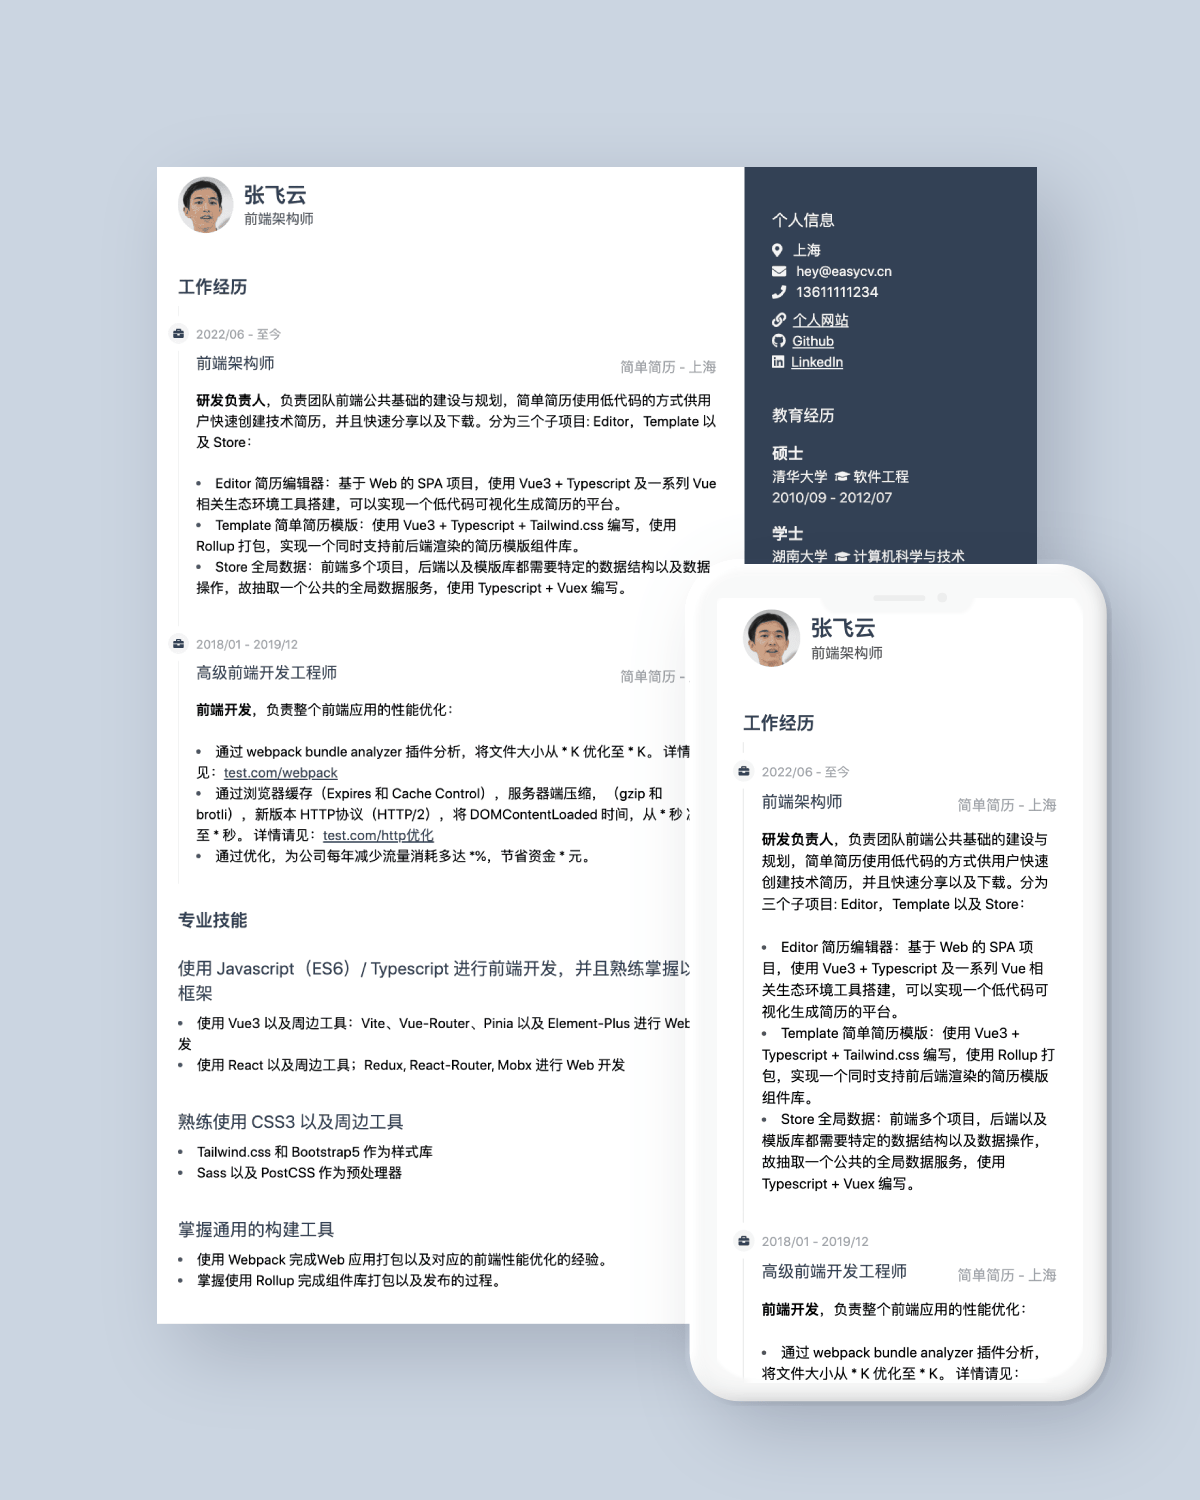 张飞云
前端架构师
工作经历
2022/06 - 至今
前端架构师
简单简历 - 上海
研发负责人，负责团队前端公共基础的建设与规划，简单简历使用低代码的方式供用
户快速创建技术简历，并且快速分享以及下载。分为三个子项目: Editor，Template 以
及 Store：
• Editor 简历编辑器：基于 Web 的 SPA 项目，使用 Vue3 + Typescript 及一系列 Vue
相关生态环境工具搭建，可以实现一个低代码可视化生成简历的平台。
• Template 简单简历模版：使用 Vue3 + Typescript + Tailwind.css 编写，使用
Rollup 打包，实现一个同时支持前后端渲染的简历模版组件库。
• Store 全局数据：前端多个项目，后端以及模版库都需要特定的数据结构以及数据
操作，故抽取一个公共的全局数据服务，使用 Typescript + Vuex 编写。
2018/01 - 2019/12
高级前端开发工程师
简单简历 -
前端开发，负责整个前端应用的性能优化：
• 通过 webpack bundle analyzer 插件分析，将文件大小从 * K 优化至 * K。 详情
见：test.com/webpack
• 通过浏览器缓存（Expires 和 Cache Control），服务器端压缩，（gzip 和
brotli），新版本 HTTP协议（HTTP/2），将 DOMContentLoaded 时间，从 * 秒
至 * 秒。 详情请见：test.com/http优化
• 通过优化，为公司每年减少流量消耗多达 *%，节省资金 * 元。
专业技能
使用 Javascript（ES6）/ Typescript 进行前端开发，并且熟练掌握以
框架
• 使用 Vue3 以及周边工具：Vite、Vue-Router、Pinia 以及 Element-Plus 进行 Web
发
• 使用 React 以及周边工具；Redux, React-Router, Mobx 进行 Web 开发
熟练使用 CSS3 以及周边工具
• Tailwind.css 和 Bootstrap5 作为样式库
• Sass 以及 PostCSS 作为预处理器
掌握通用的构建工具
• 使用 Webpack 完成Web 应用打包以及对应的前端性能优化的经验。
• 掌握使用 Rollup 完成组件库打包以及发布的过程。
个人信息
上海
hey@easycv.cn
13611111234
个人网站
Github
LinkedIn
教育经历
硕士
清华大学 软件工程
2010/09 - 2012/07
学士
湖南大学 计算机科学与技术
张飞云
前端架构师
工作经历
2022/06 - 至今
前端架构师
简单简历 - 上海
研发负责人，负责团队前端公共基础的建设与
规划，简单简历使用低代码的方式供用户快速
创建技术简历，并且快速分享以及下载。分为
三个子项目: Editor，Template 以及 Store：
• Editor 简历编辑器：基于 Web 的 SPA 项
目，使用 Vue3 + Typescript 及一系列 Vue 相
关生态环境工具搭建，可以实现一个低代码可
视化生成简历的平台。
• Template 简单简历模版：使用 Vue3 +
Typescript + Tailwind.css 编写，使用 Rollup 打
包，实现一个同时支持前后端渲染的简历模版
组件库。
• Store 全局数据：前端多个项目，后端以及
模版库都需要特定的数据结构以及数据操作，
故抽取一个公共的全局数据服务，使用
Typescript + Vuex 编写。
2018/01 - 2019/12
高级前端开发工程师
简单简历 - 上海
前端开发，负责整个前端应用的性能优化：
• 通过 webpack bundle analyzer 插件分析，
将文件大小从 * K 优化至 * K。 详情请见：